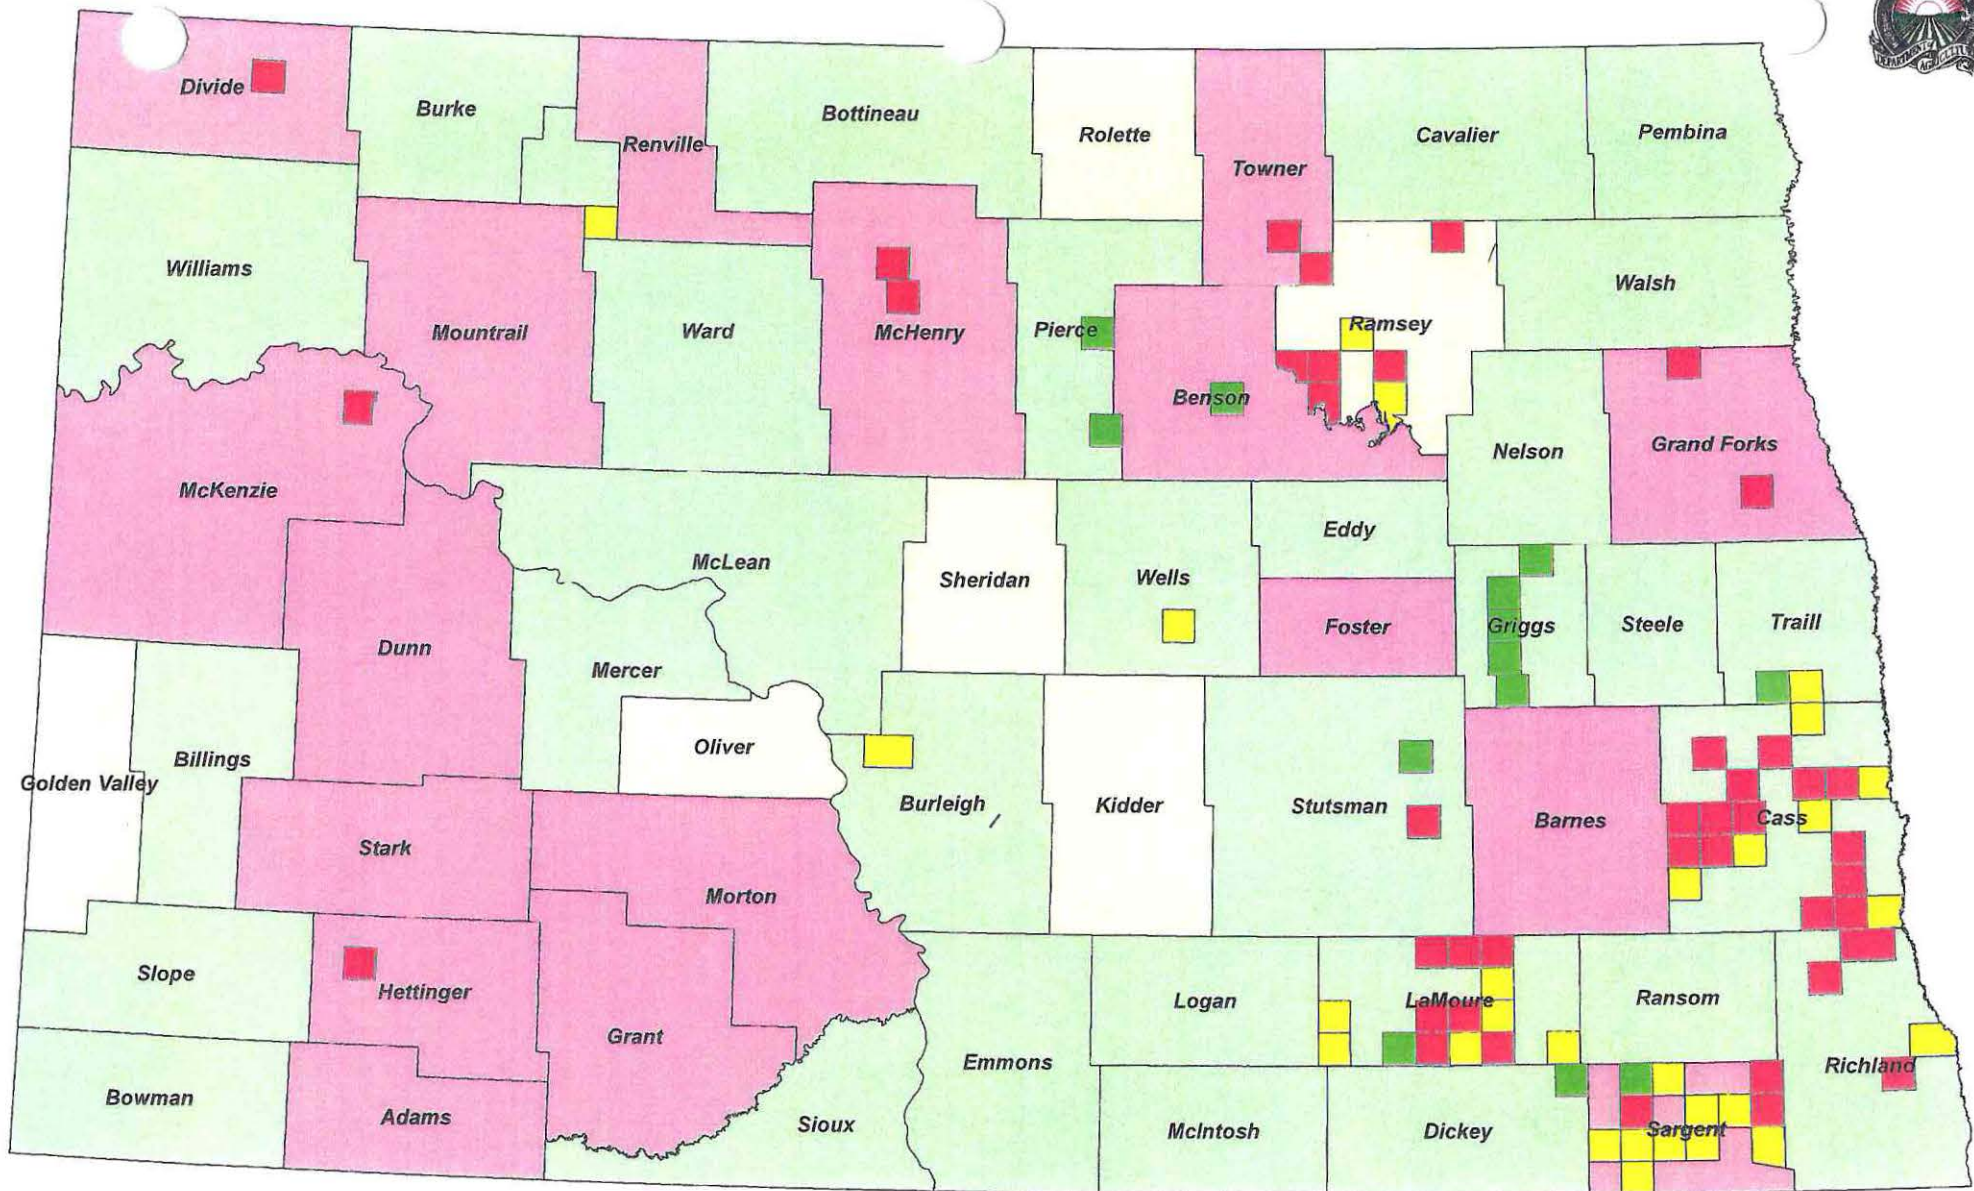 DEPARTMENT
Divide
Burke
Renville
Bottineau
Rolette
Towner
Cavalier
Pembina
Williams
Mountrail
Ward
McHenry
Pierce
Benson
Ramsey
Walsh
McKenzie
Nelson
Grand Forks
McLean
Sheridan
Wells
Eddy
Foster
Griggs
Steele
Traill
Dunn
Mercer
Oliver
Golden Valley
Billings
Burleigh
Kidder
Stutsman
Barnes
Cass
Stark
Morton
Slope
Hettinger
Grant
Logan
LaMoure
Ransom
Emmons
Richland
Bowman
Adams
Sioux
McIntosh
Dickey
Sargent